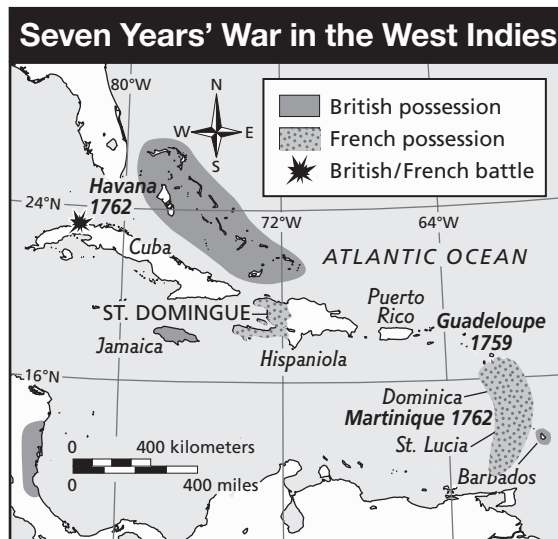 Seven Years' War in the West Indies
80°W
N
W E
S
British possession
French possession
British/French battle
Havana
1762
24°N
72°W
64°W
Cuba
ATLANTIC OCEAN
ST. DOMINGUE
Puerto
Rico
Guadeloupe
1759
Jamaica
Hispaniola
16°N
Dominica
Martinique 1762
St. Lucia
Barbados
0 400 kilometers
0 400 miles